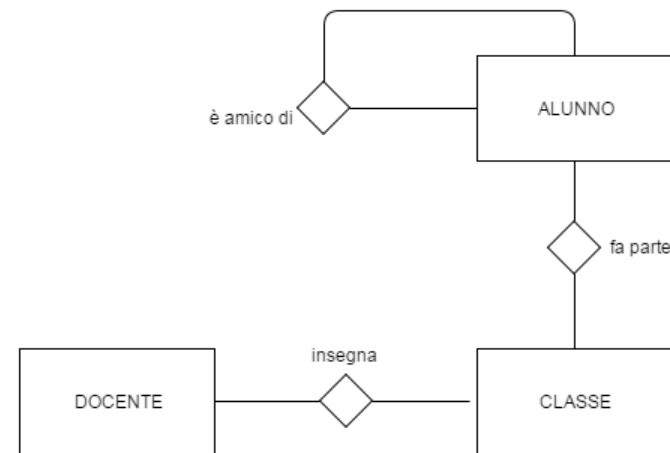 ALUNNO
è amico di
fa parte
insegna
DOCENTE
CLASSE